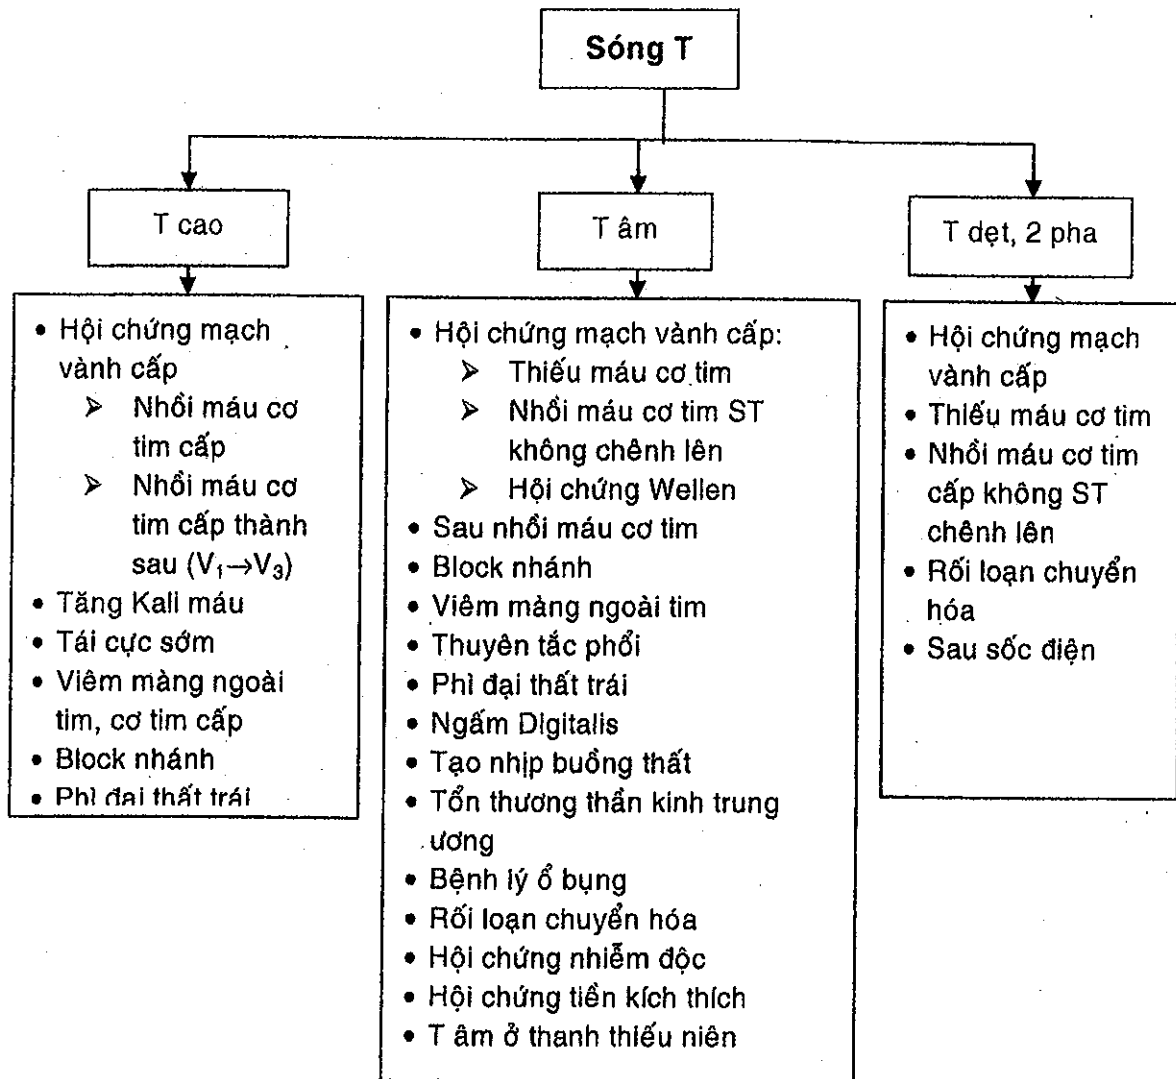 Sóng T
T cao
T âm
T dẹt, 2 pha
• Hội chứng mạch
vành cấp
➢ Nhồi máu cơ
tim cấp
➢ Nhồi máu cơ
tim cấp thành
sau (V₁→V₃)
• Tăng Kali máu
• Tái cực sớm
• Viêm màng ngoài
tim, cơ tim cấp
• Block nhánh
• Phì đại thất trái
• Hội chứng mạch vành cấp:
➢ Thiếu máu cơ tim
➢ Nhồi máu cơ tim ST
không chênh lên
➢ Hội chứng Wellen
• Sau nhồi máu cơ tim
• Block nhánh
• Viêm màng ngoài tim
• Thuyên tắc phổi
• Phì đại thất trái
• Ngấm Digitalis
• Tạo nhịp buồng thất
• Tổn thương thần kinh trung
ương
• Bệnh lý ổ bụng
• Rối loạn chuyển hóa
• Hội chứng nhiễm độc
• Hội chứng tiền kích thích
• T âm ở thanh thiếu niên
• Hội chứng mạch
vành cấp
• Thiếu máu cơ tim
• Nhồi máu cơ tim
cấp không ST
chênh lên
• Rối loạn chuyển
hóa
• Sau sốc điện